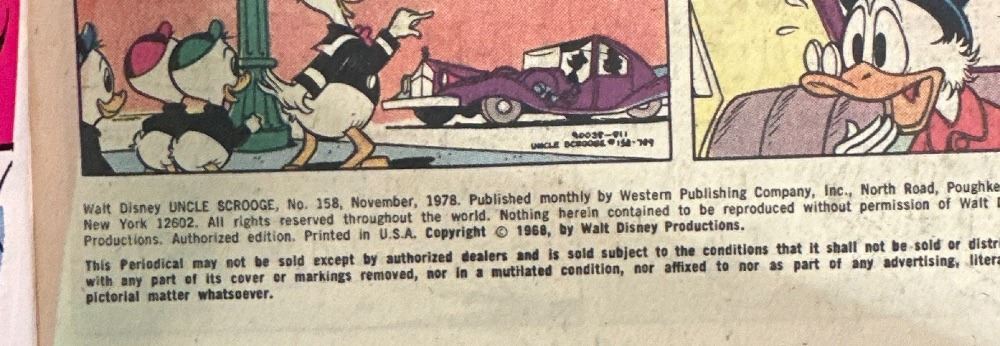 90038-811
UNCLE SCROOGE #158-789
Walt Disney UNCLE SCROOGE, No. 158, November, 1978. Published monthly by Western Publishing Company, Inc., North Road, Poughke
New York 12602. All rights reserved throughout the world. Nothing herein contained to be reproduced without permission of Walt D
Productions. Authorized edition. Printed in U.S.A. Copyright © 1968, by Walt Disney Productions.
This Periodical may not be sold except by authorized dealers and is sold subject to the conditions that it shall not be sold or distri
with any part of its cover or markings removed, nor in a mutilated condition, nor affixed to nor as part of any advertising, litera
pictorial matter whatsoever.